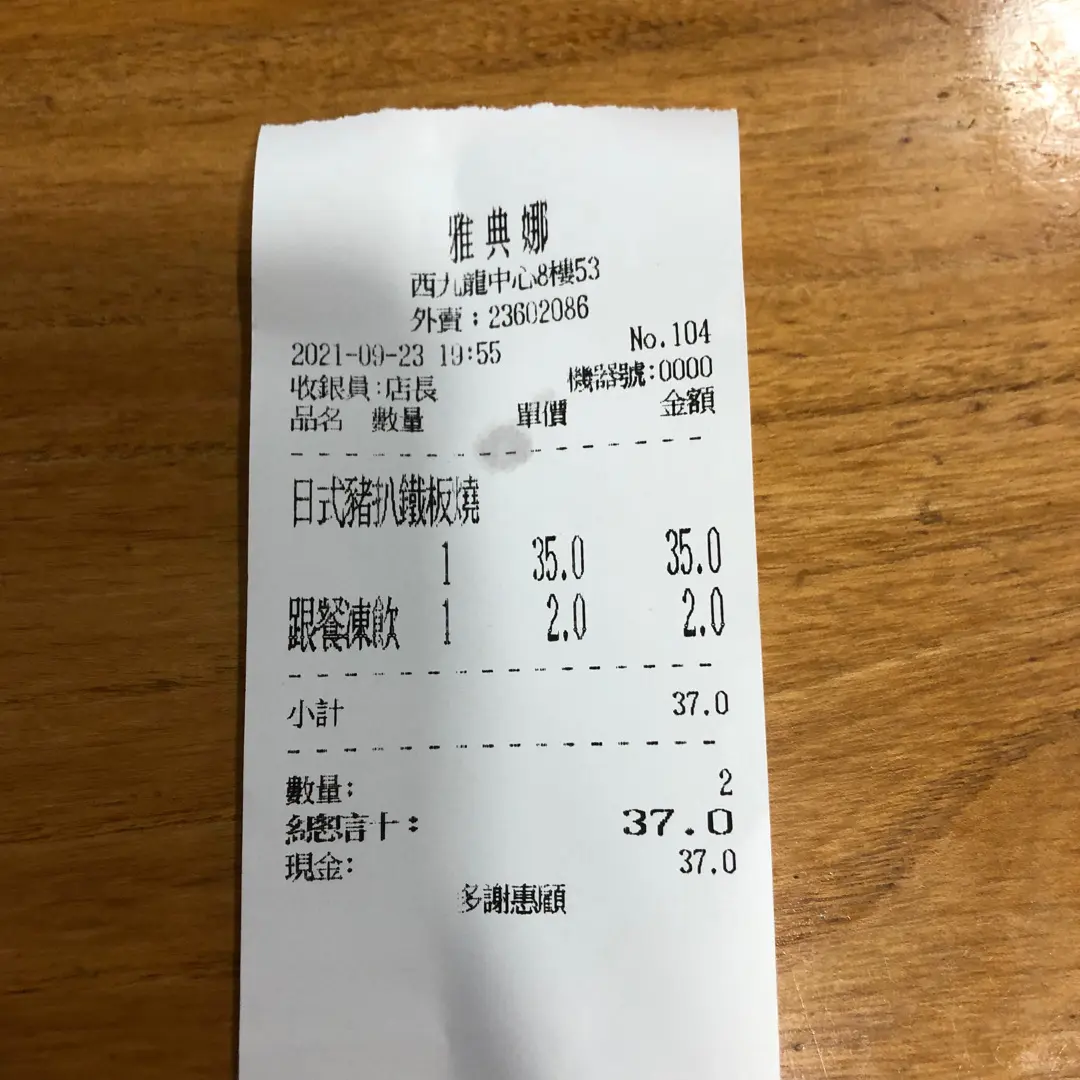 雅典娜
西九龍中心8樓53
外賣：23602086
No.104
2021-09-23 19:55
收銀員:店長 機器號:0000
品名 數量 單價 金額
日式豬扒鐵板燒
1 35.0 35.0
跟餐凍飲 1 2.0 2.0
小計 37.0
數量: 2
總計: 37.0
現金: 37.0
多謝惠顧